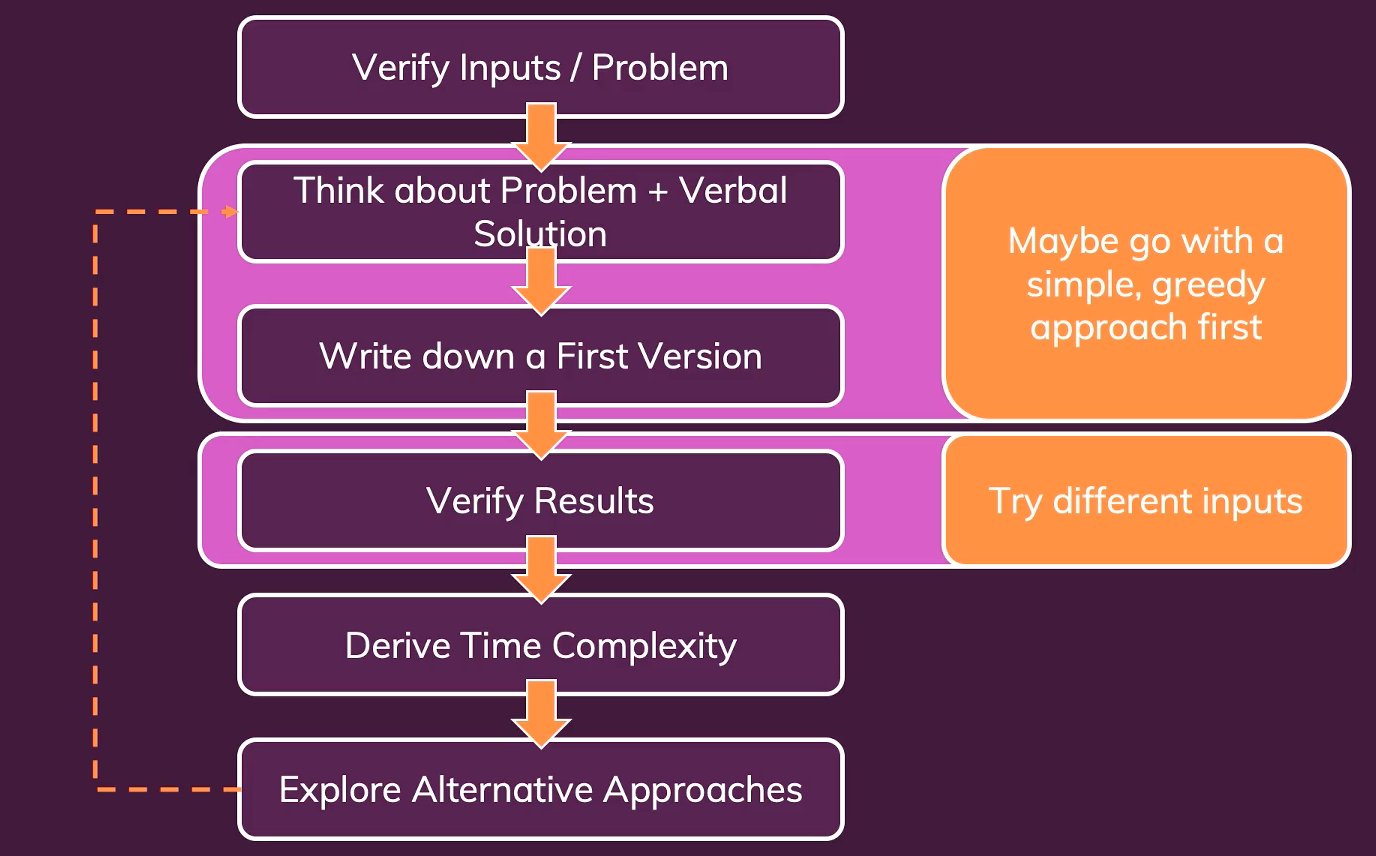 Verify Inputs / Problem
Think about Problem + Verbal
Solution
Maybe go with a
simple, greedy
approach first
Write down a First Version
Verify Results
Try different inputs
Derive Time Complexity
Explore Alternative Approaches